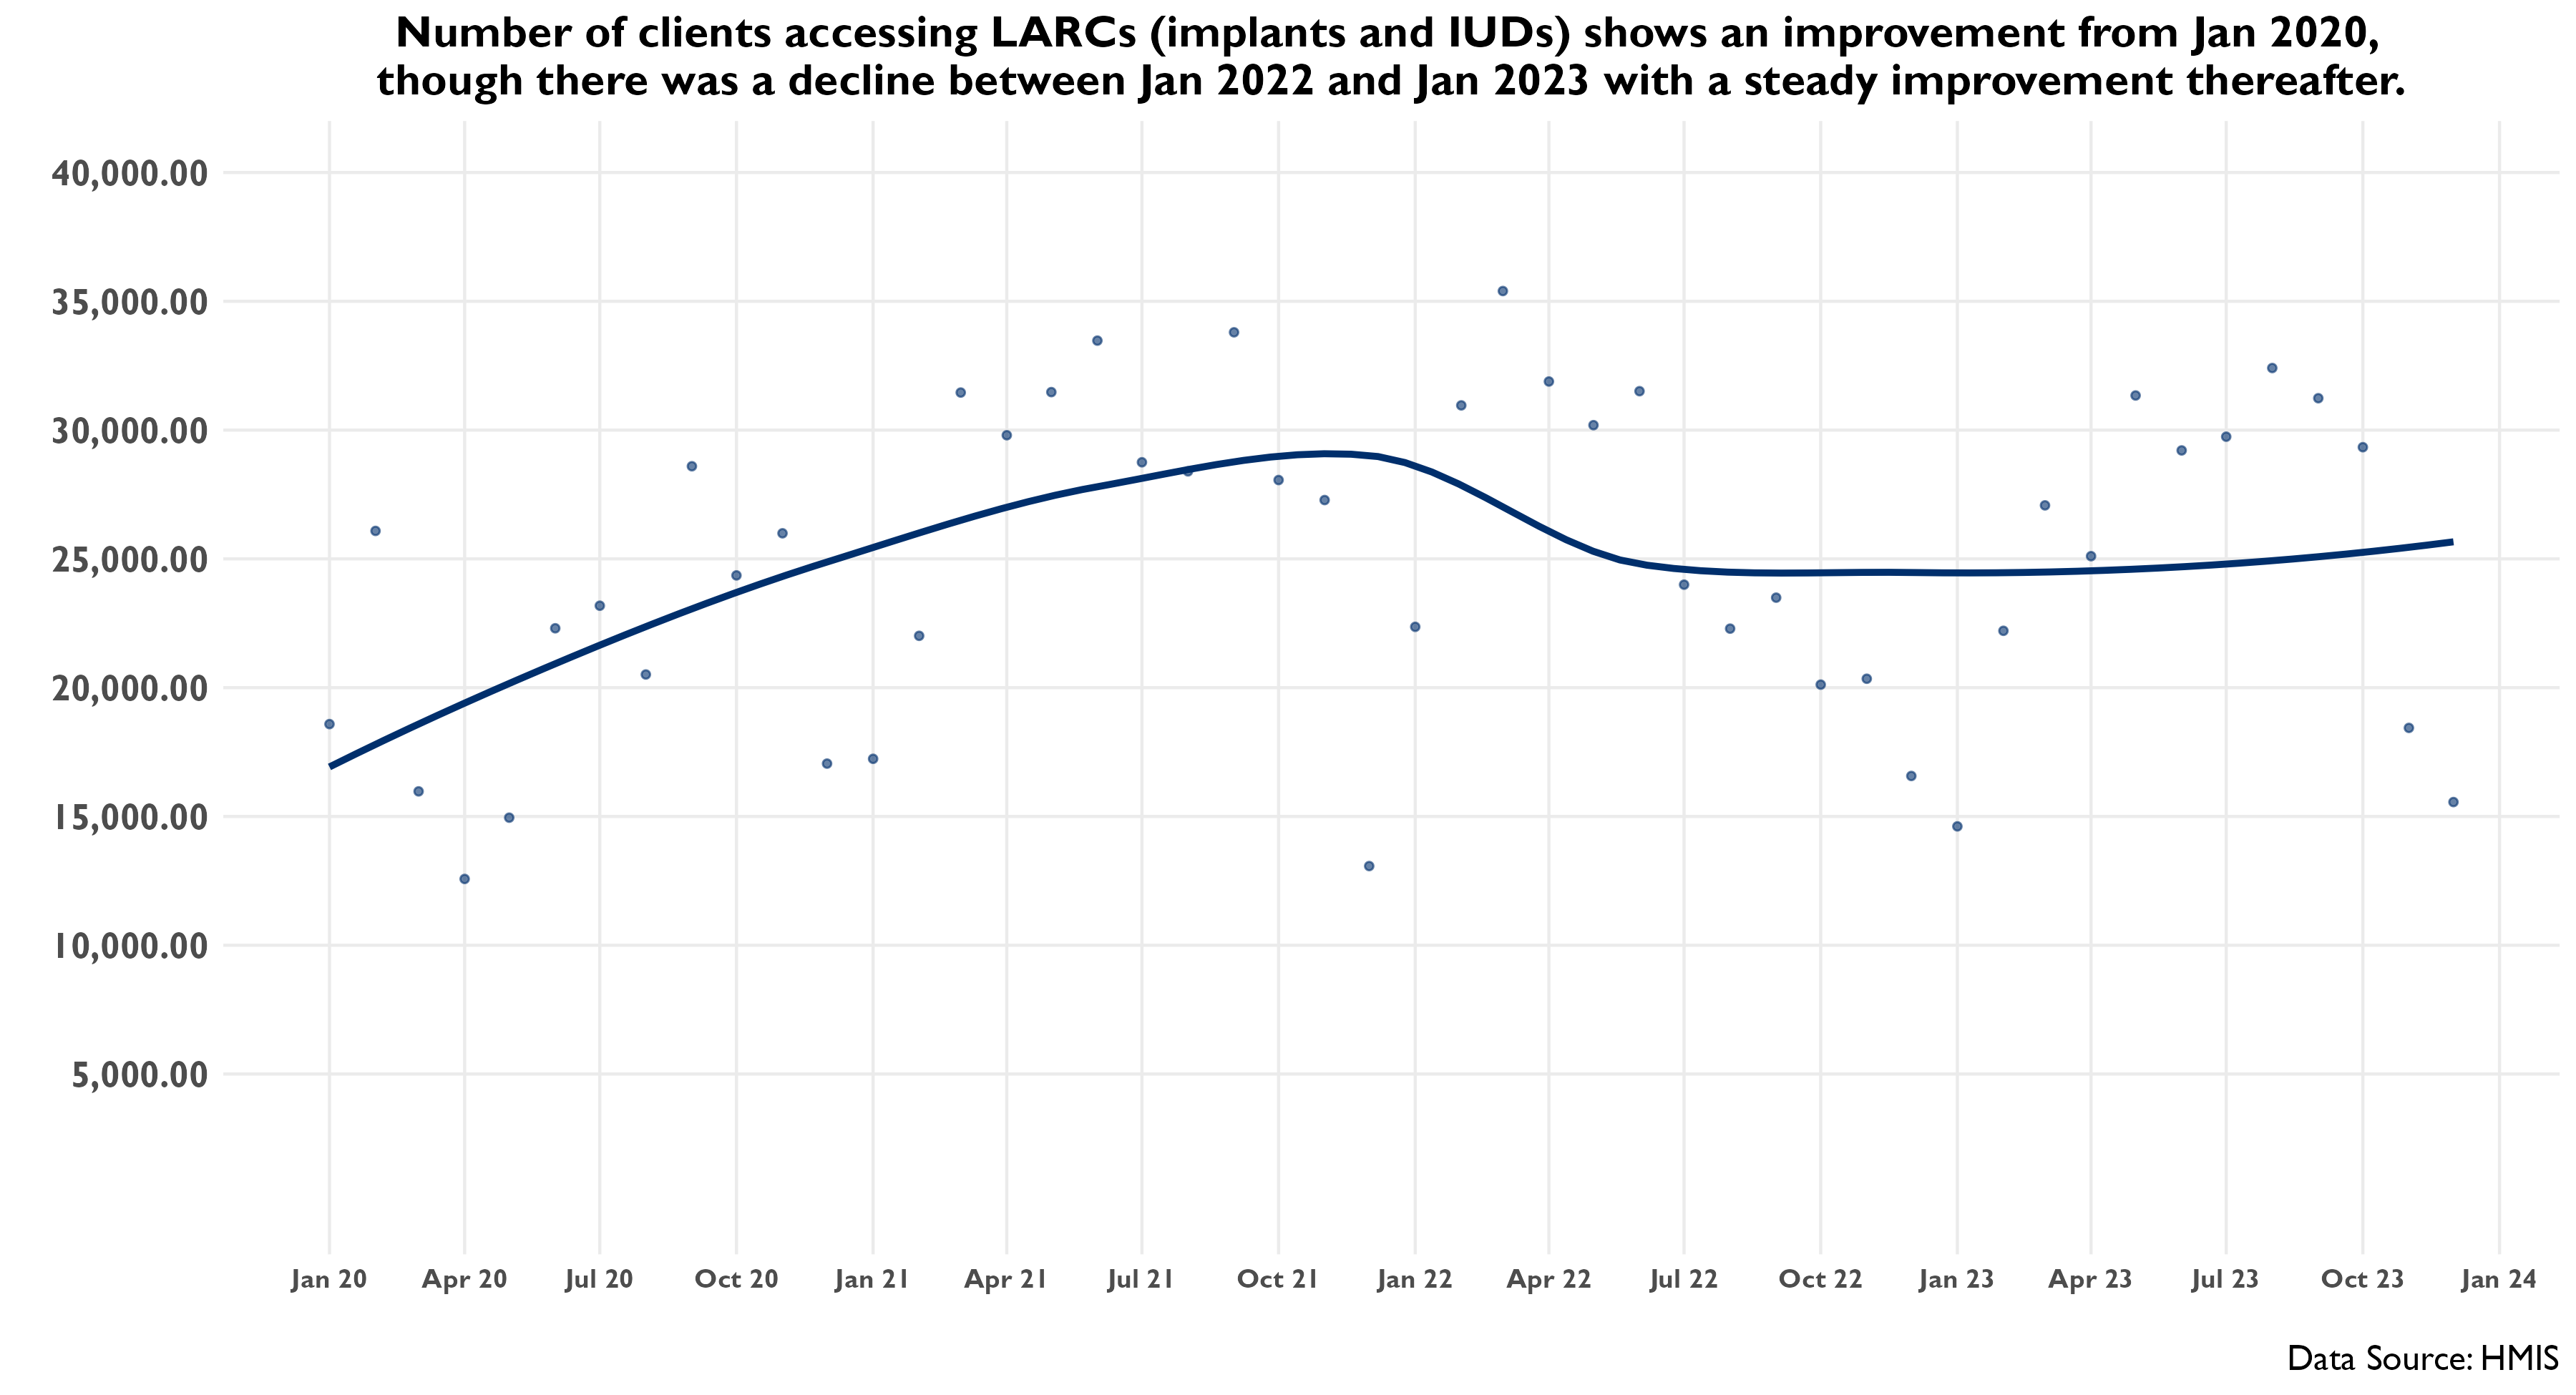 Number of clients accessing LARCs (implants and IUDs) shows an improvement from Jan 2020,
though there was a decline between Jan 2022 and Jan 2023 with a steady improvement thereafter.
40,000.00
35,000.00
30,000.00
25,000.00
20,000.00
15,000.00
10,000.00
5,000.00
Jan 20 Apr 20 Jul 20 Oct 20 Jan 21 Apr 21 Jul 21 Oct 21 Jan 22 Apr 22 Jul 22 Oct 22 Jan 23 Apr 23 Jul 23 Oct 23 Jan 24
Data Source: HMIS